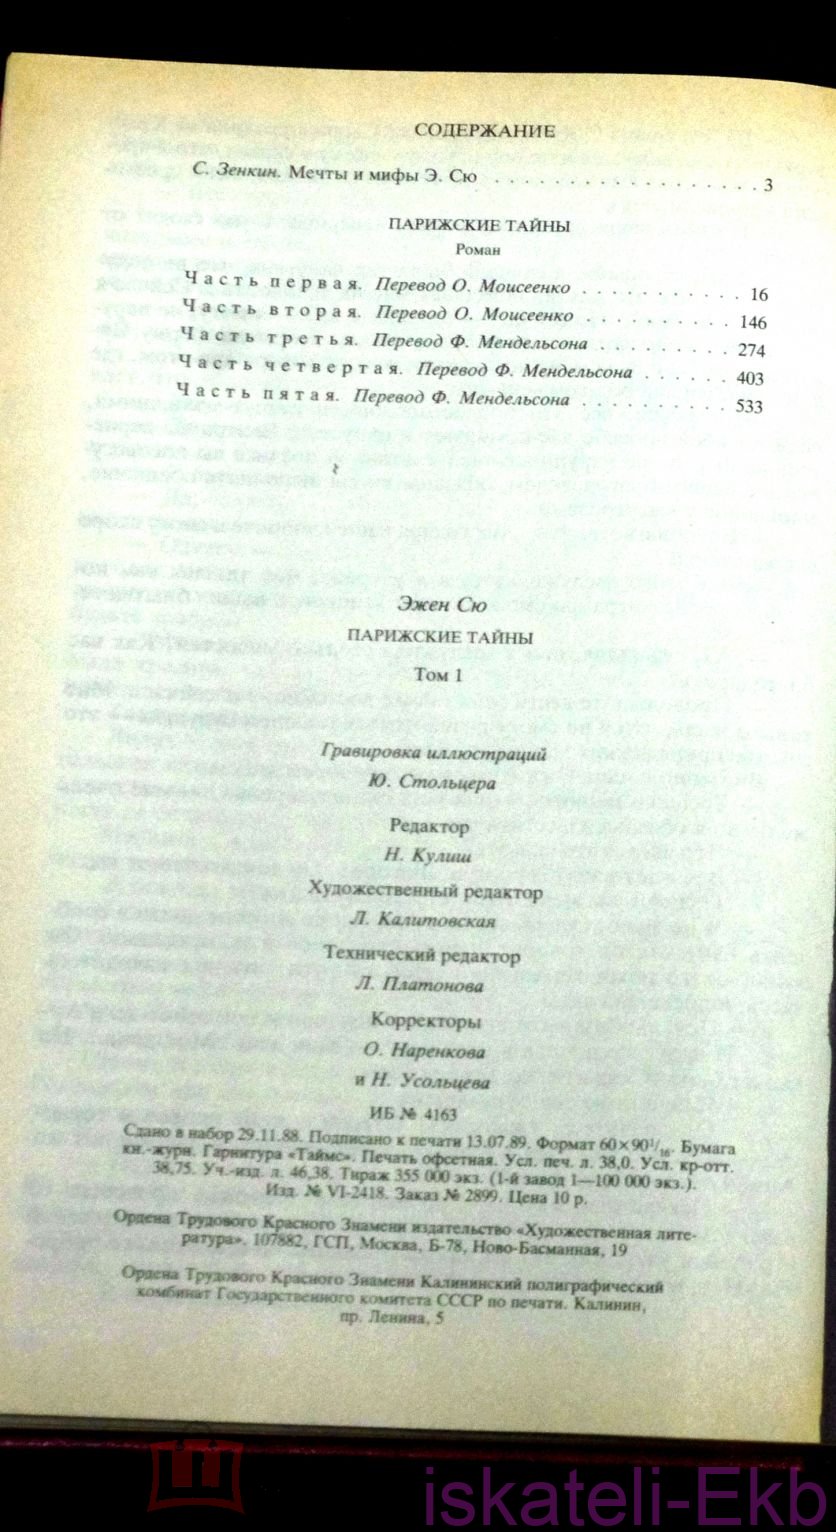 СОДЕРЖАНИЕ
С. Зенкин. Мечты и мифы Э. Сю . . . . . . . . . . . . . . . . . . . 3
ПАРИЖСКИЕ ТАЙНЫ
Роман
Часть первая. Перевод О. Моисеенко . . . . . . . . . . . 16
Часть вторая. Перевод О. Моисеенко . . . . . . . . . . 146
Часть третья. Перевод Ф. Мендельсона . . . . . . . . . 274
Часть четвертая. Перевод Ф. Мендельсона . . . . . . 403
Часть пятая. Перевод Ф. Мендельсона . . . . . . . . . . 533
Эжен Сю
ПАРИЖСКИЕ ТАЙНЫ
Том 1
Гравировка иллюстраций
Ю. Стольцера
Редактор
Н. Кулиш
Художественный редактор
Л. Калитовская
Технический редактор
Л. Платонова
Корректоры
О. Наренкова
и Н. Усольцева
ИБ № 4163
Сдано в набор 29.11.88. Подписано к печати 13.07.89. Формат 60×90¹/₁₆. Бумага
кн.-журн. Гарнитура «Таймс». Печать офсетная. Усл. печ. л. 38,0. Усл. кр-отт.
38,75. Уч.-изд. л. 46,38. Тираж 355 000 экз. (1-й завод 1—100 000 экз.).
Изд. № VI-2418. Заказ № 2899. Цена 10 р.
Ордена Трудового Красного Знамени издательство «Художественная лите-
ратура». 107882, ГСП, Москва, Б-78, Ново-Басманная, 19
Ордена Трудового Красного Знамени Калининский полиграфический
комбинат Государственного комитета СССР по печати. Калинин,
пр. Ленина, 5
iskateli-Ekb